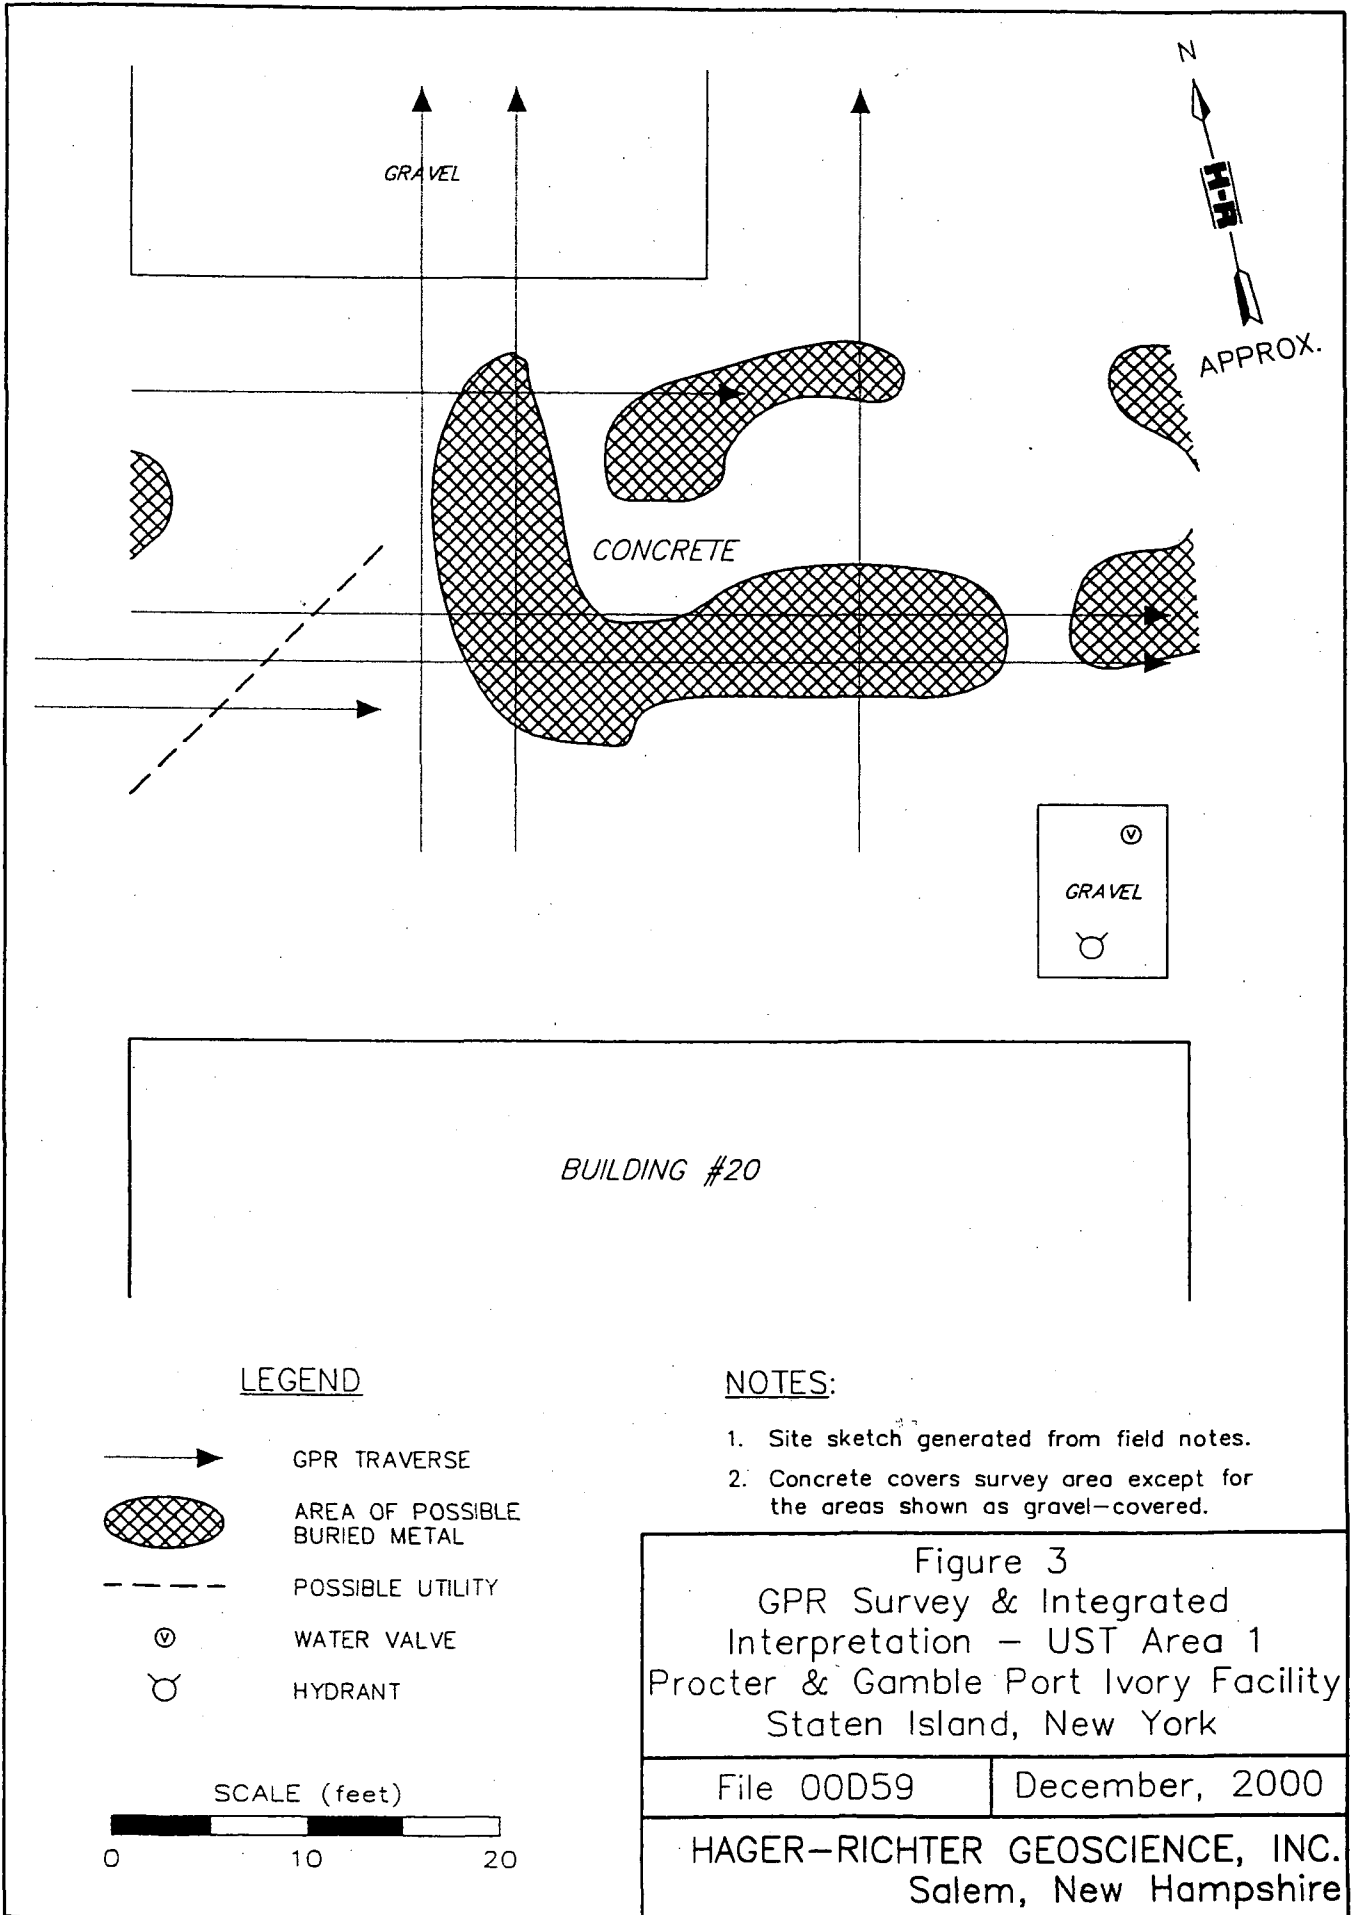 N
H-R
APPROX.
GRAVEL
CONCRETE
V
GRAVEL
BUILDING #20
LEGEND
GPR TRAVERSE
AREA OF POSSIBLE
BURIED METAL
POSSIBLE UTILITY
V
WATER VALVE
HYDRANT
SCALE (feet)
0 10 20
NOTES:
1. Site sketch generated from field notes.
2. Concrete covers survey area except for
the areas shown as gravel-covered.
Figure 3
GPR Survey & Integrated
Interpretation – UST Area 1
Procter & Gamble Port Ivory Facility
Staten Island, New York
File 00D59
December, 2000
HAGER-RICHTER GEOSCIENCE, INC.
Salem, New Hampshire